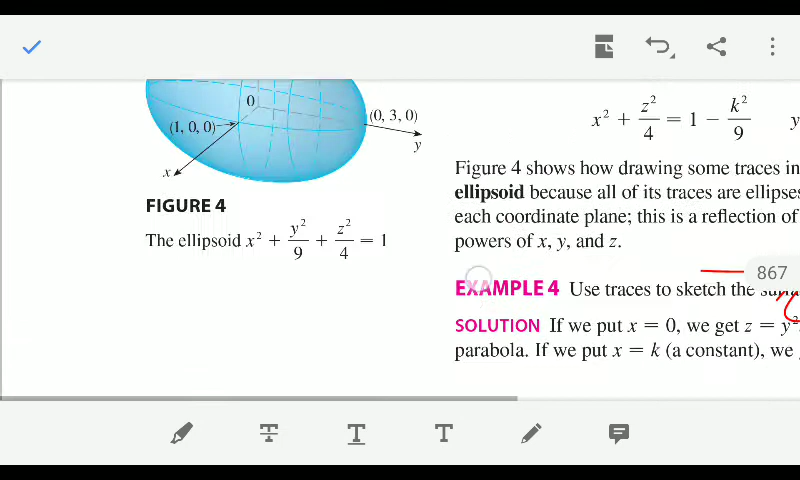 0
(1, 0, 0)
(0, 3, 0)
x
y
FIGURE 4
The ellipsoid x² + y²/9 + z²/4 = 1
x² + z²/4 = 1 − k²/9 y
Figure 4 shows how drawing some traces in
ellipsoid because all of its traces are ellipses
each coordinate plane; this is a reflection of
powers of x, y, and z.
867
EXAMPLE 4 Use traces to sketch the
SOLUTION If we put x = 0, we get z = y²
parabola. If we put x = k (a constant), we
T
T
T